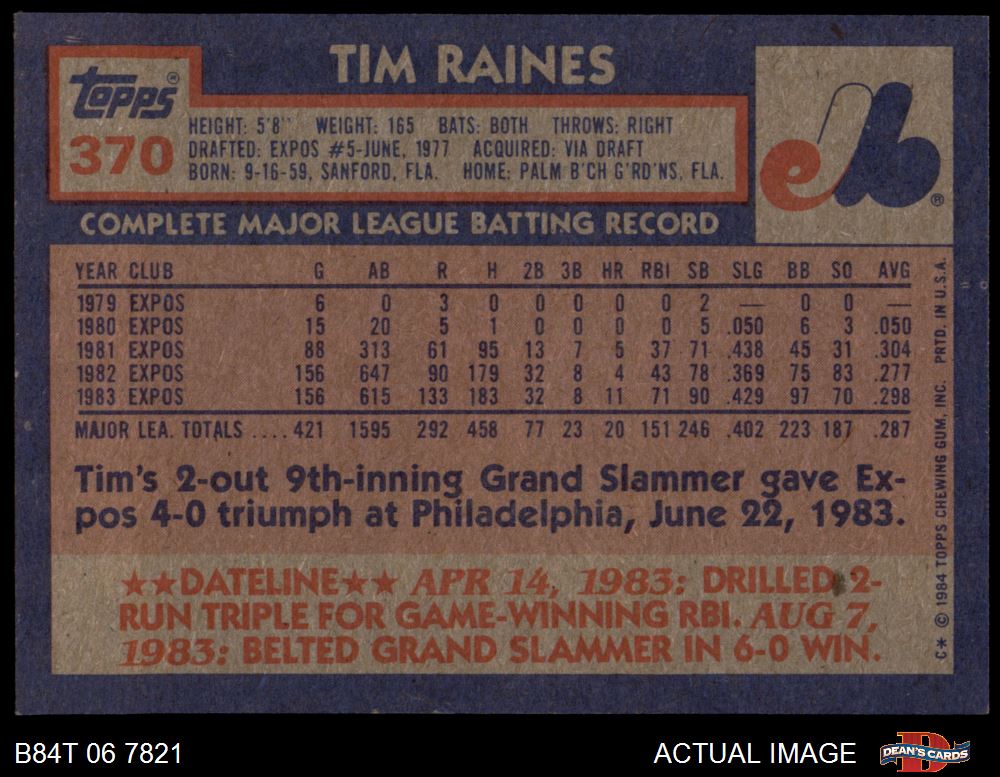 TIM RAINES
topps®
370
HEIGHT: 5'8" WEIGHT: 165 BATS: BOTH THROWS: RIGHT
DRAFTED: EXPOS #5-JUNE, 1977 ACQUIRED: VIA DRAFT
BORN: 9-16-59, SANFORD, FLA. HOME: PALM B'CH G'RD'NS, FLA.
eb®
COMPLETE MAJOR LEAGUE BATTING RECORD
YEAR CLUB G AB R H 2B 3B HR RBI SB SLG BB SO AVG
1979 EXPOS 6 0 3 0 0 0 0 0 2 — 0 0 —
1980 EXPOS 15 20 5 1 0 0 0 0 5 .050 6 3 .050
1981 EXPOS 88 313 61 95 13 7 5 37 71 .438 45 31 .304
1982 EXPOS 156 647 90 179 32 8 4 43 78 .369 75 83 .277
1983 EXPOS 156 615 133 183 32 8 11 71 90 .429 97 70 .298
MAJOR LEA. TOTALS .... 421 1595 292 458 77 23 20 151 246 .402 223 187 .287
Tim's 2-out 9th-inning Grand Slammer gave Ex-
pos 4-0 triumph at Philadelphia, June 22, 1983.
★★DATELINE★★ APR 14, 1983: DRILLED 2-
RUN TRIPLE FOR GAME-WINNING RBI. AUG 7,
1983: BELTED GRAND SLAMMER IN 6-0 WIN.
C* © 1984 TOPPS CHEWING GUM, INC. PRTD. IN U.S.A.
B84T 06 7821
ACTUAL IMAGE
D
DEAN'S CARDS